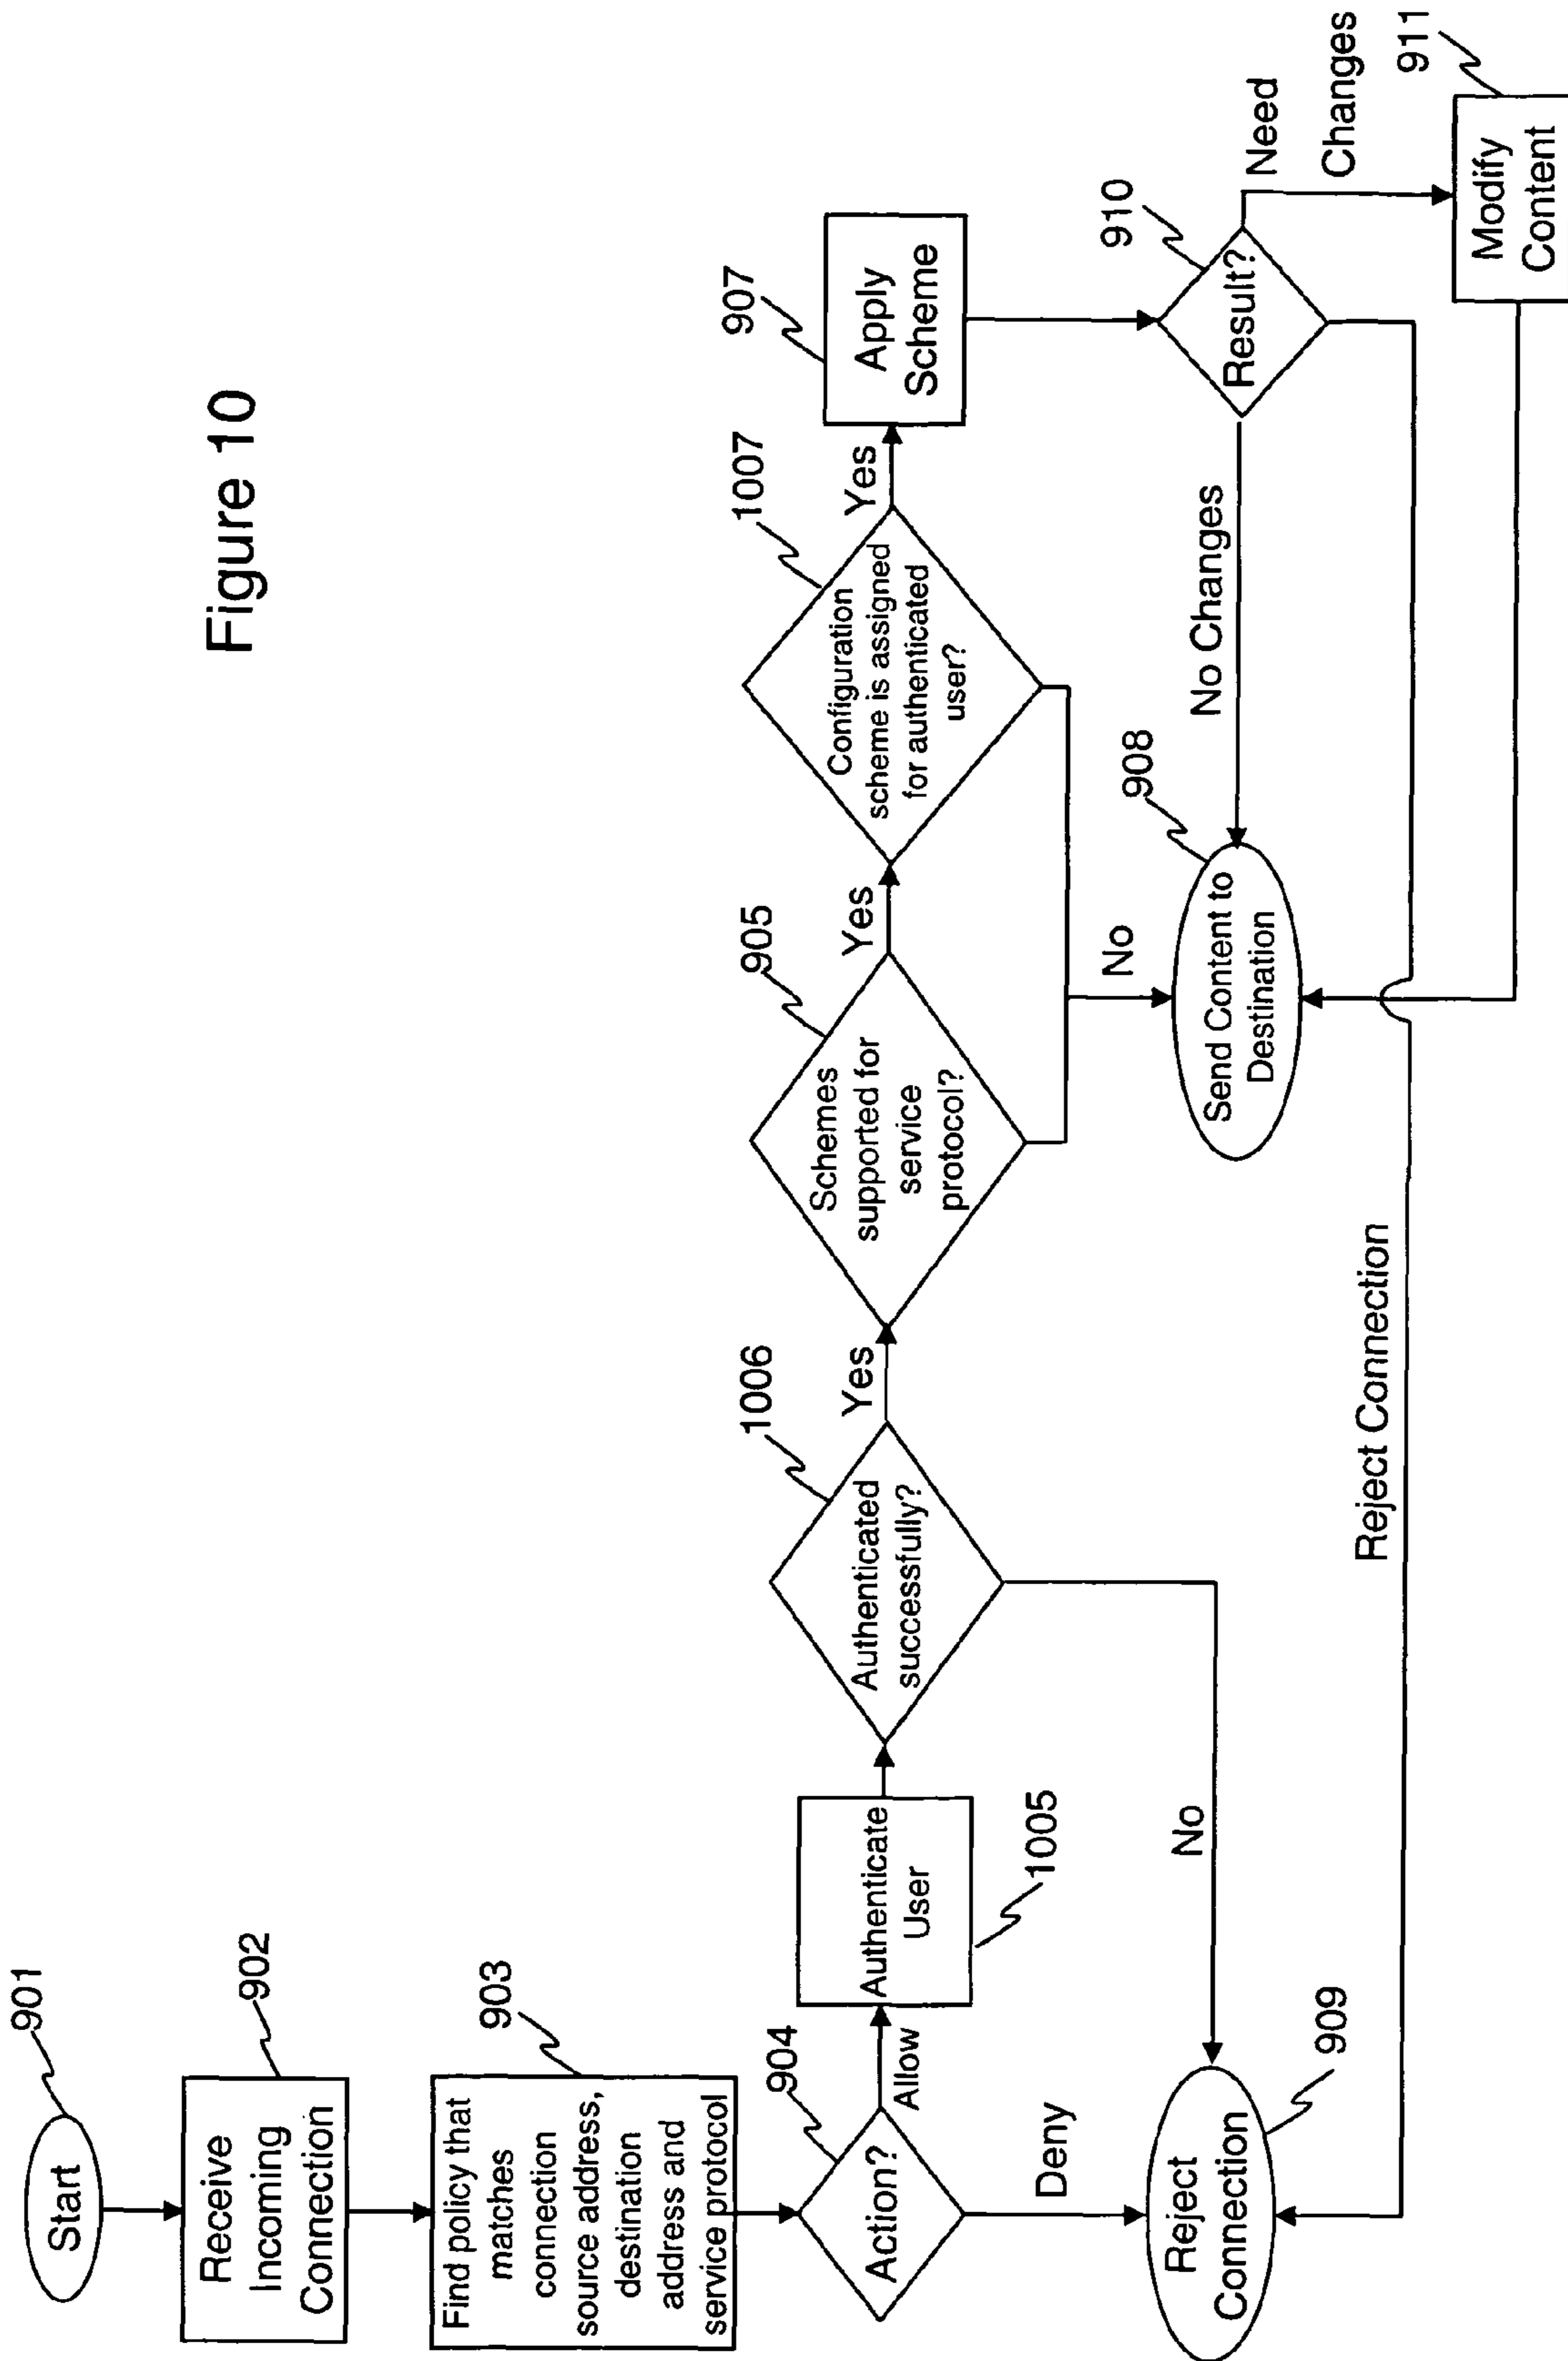 Figure 10
901
Start
902
Receive
Incoming
Connection
903
Find policy that
matches
connection
source address,
destination
address and
service protocol
904
Action?
Allow
Deny
Authenticate
User
1005
1006
Authenticated
successfully?
Yes
No
905
Schemes
supported for
service
protocol?
Yes
1007
Configuration
scheme is assigned
for authenticated
user?
Yes
No
907
Apply
Scheme
910
Result?
No Changes
Need
Changes
911
Modify
Content
908
Send Content to
Destination
Reject Connection
Reject
Connection
909